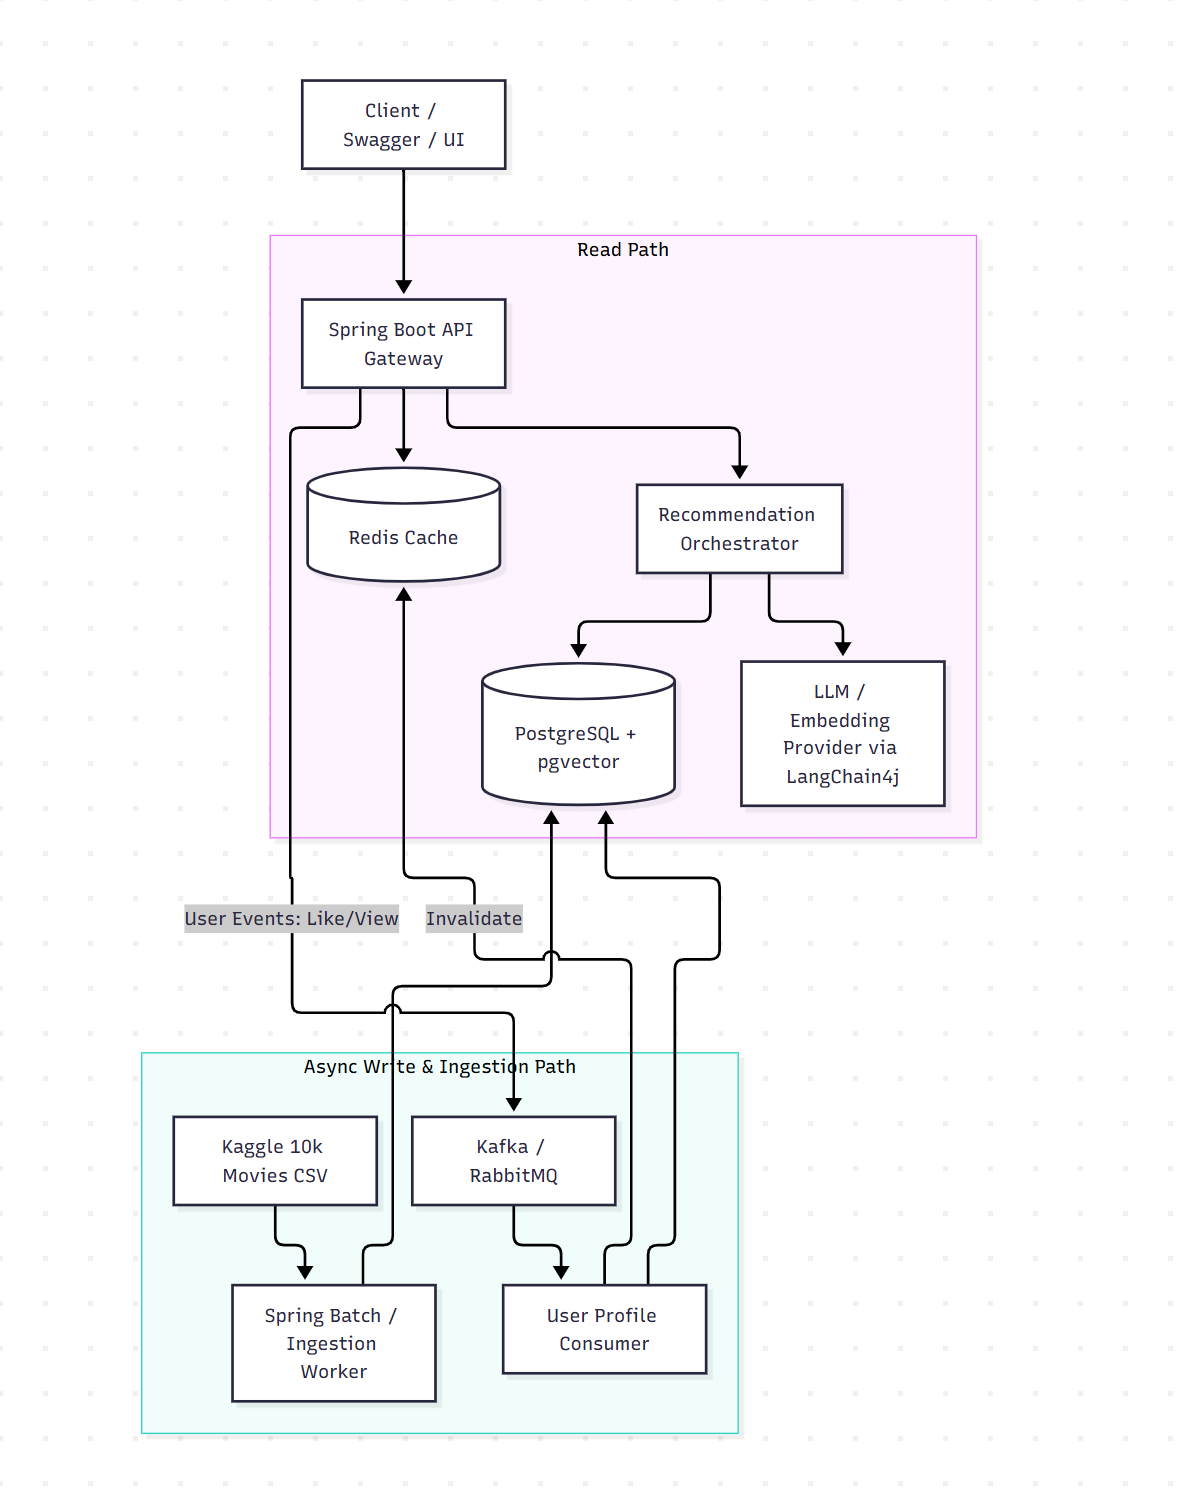 Client /
Swagger / UI
Read Path
Spring Boot API
Gateway
Redis Cache
Recommendation
Orchestrator
PostgreSQL +
pgvector
LLM /
Embedding
Provider via
LangChain4j
User Events: Like/View
Invalidate
Async Write & Ingestion Path
Kaggle 10k
Movies CSV
Kafka /
RabbitMQ
Spring Batch /
Ingestion
Worker
User Profile
Consumer